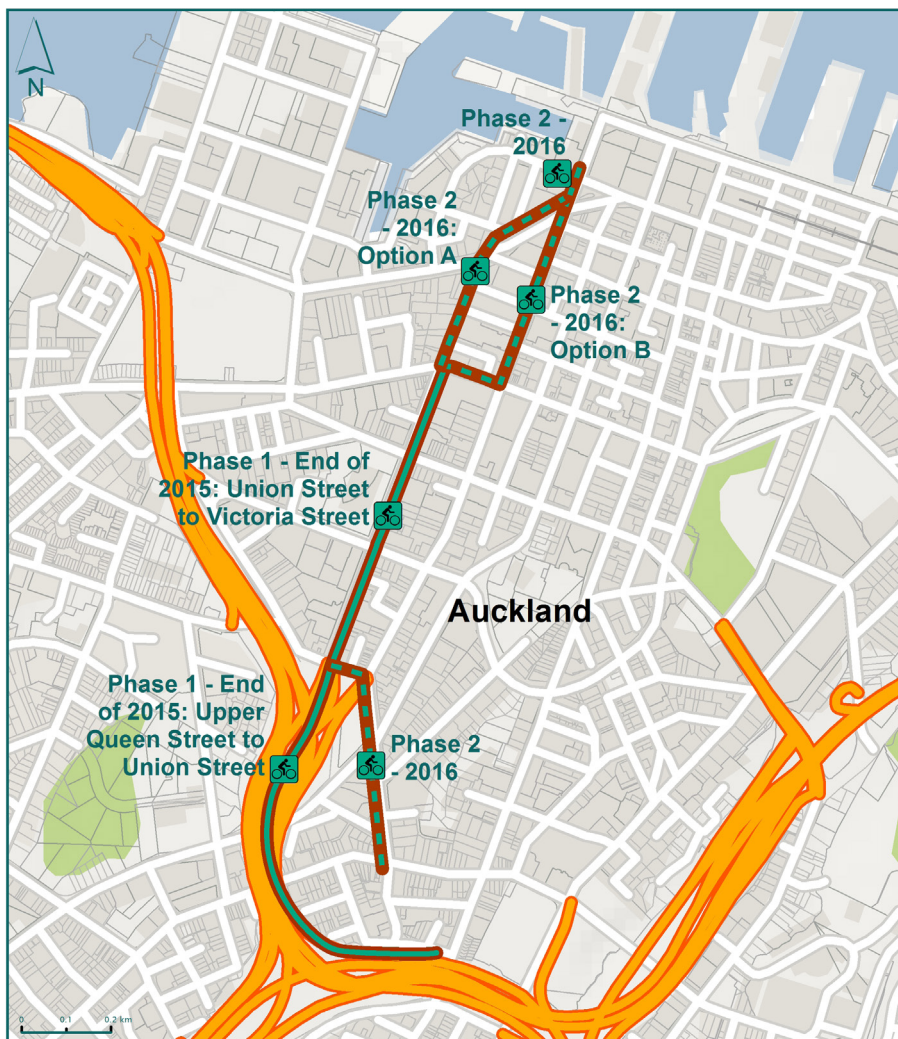 N
Phase 2 -
2016
Phase 2
- 2016:
Option A
Phase 2
- 2016:
Option B
Phase 1 - End of
2015: Union Street
to Victoria Street
Auckland
Phase 1 - End
of 2015: Upper
Queen Street to
Union Street
Phase 2
- 2016
0 0.1 0.2 km